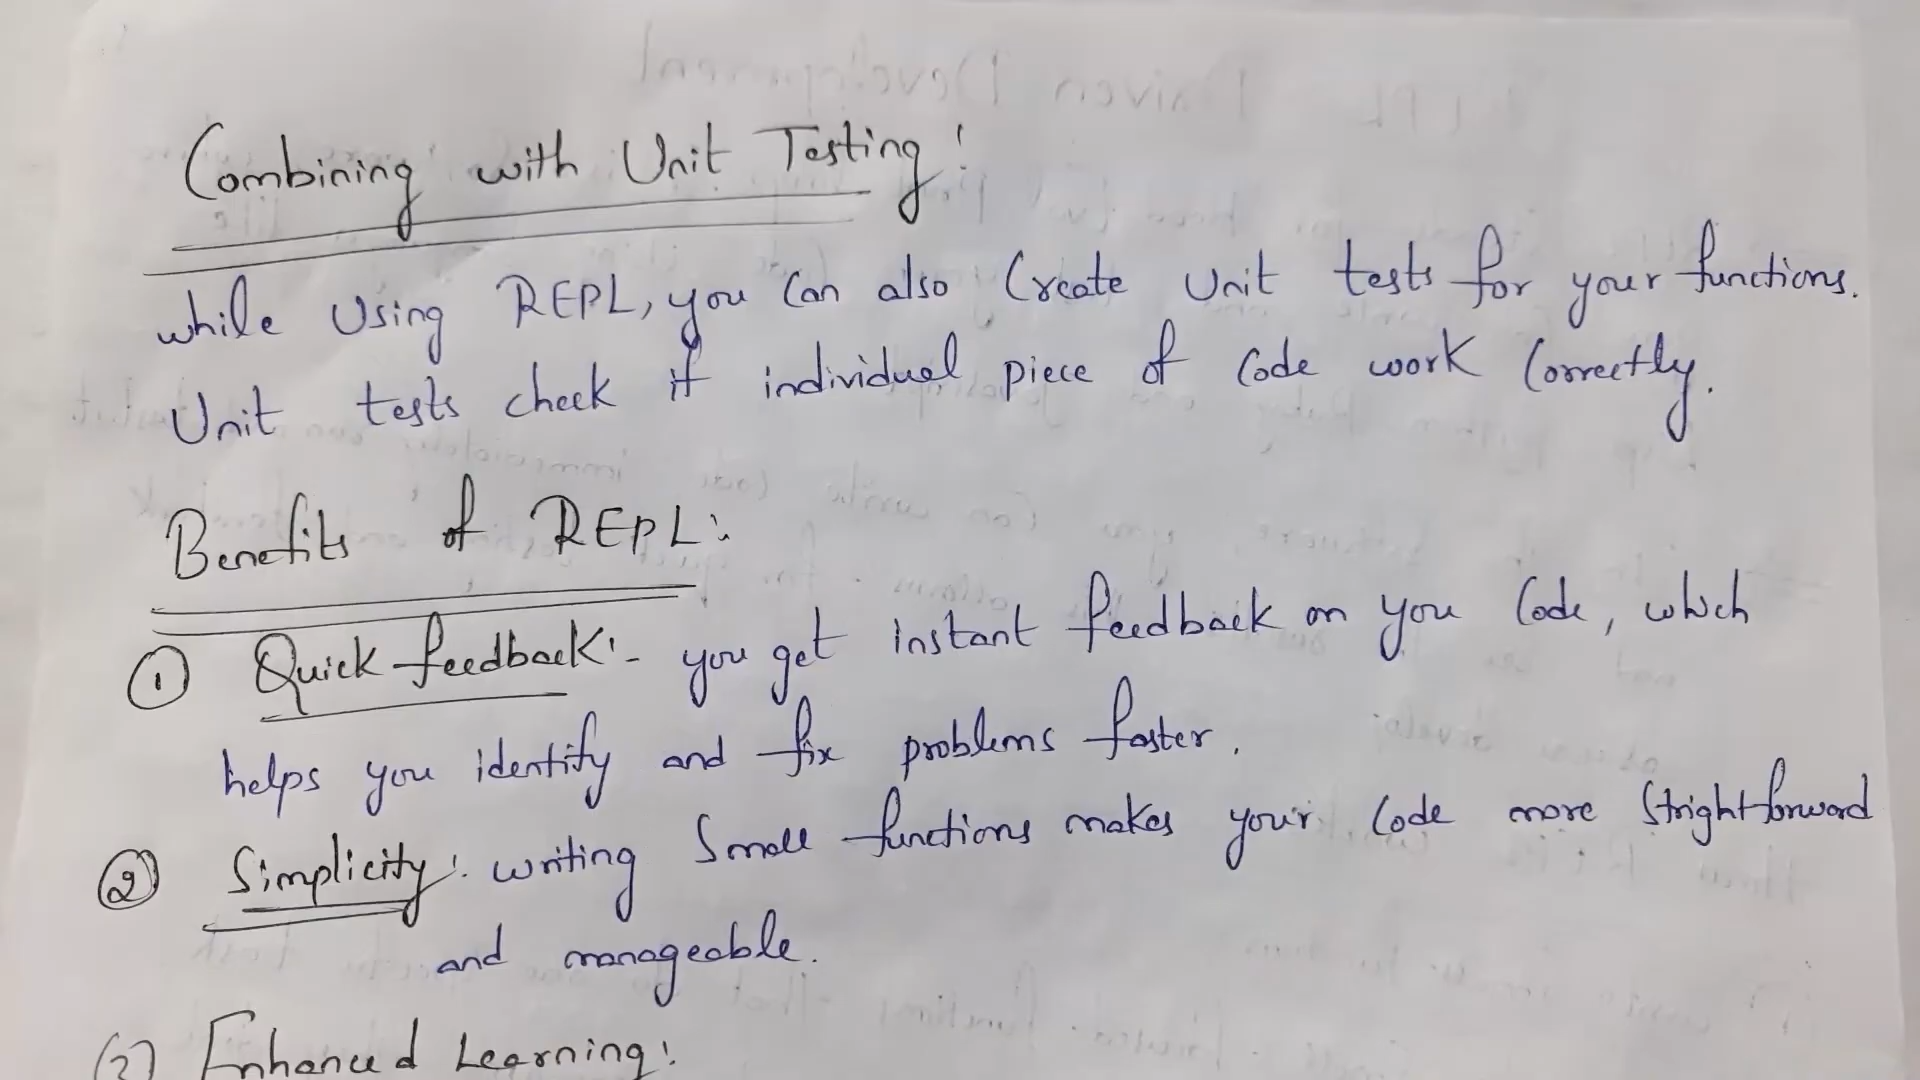 Combining with Unit Testing:
while Using REPL, you Can also Create Unit tests for your functions.
Unit tests check if individual piece of Code work Correctly.
Benefits of REPL:
① Quick feedback:- you get instant feedback on you Code, which
helps you identify and fix problems faster.
② Simplicity: writing Small functions makes your Code more Strightforward
and manageable.
③ Enhanced Learning: